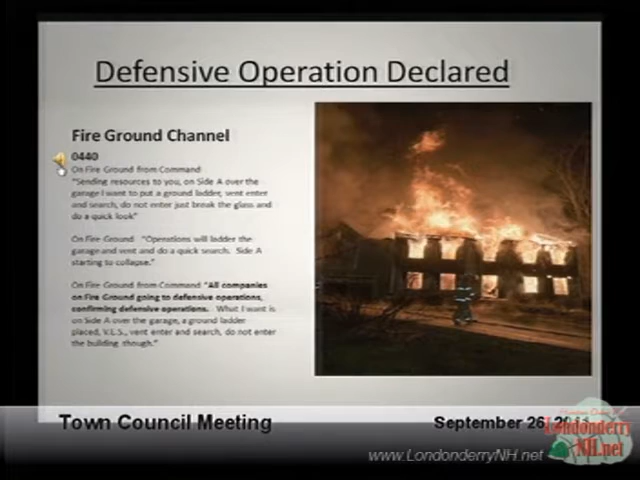 Defensive Operation Declared
Fire Ground Channel
0440
On Fire Ground from Command
"Sending resources to you, on Side A over the
garage I want to put a ground ladder, vent enter
and search, do not enter just break the glass and
do a quick look"
On Fire Ground "Operations will ladder the
garage and vent and do a quick search. Side A
starting to collapse."
On Fire Ground from Command "All companies
on Fire Ground going to defensive operations,
confirming defensive operations. What I want is
on Side A over the garage, a ground ladder
placed, V.E.S., vent enter and search, do not enter
the building though."
Town Council Meeting
September 26, 2011
Londonderry
NH.net
www.LondonderryNH.net